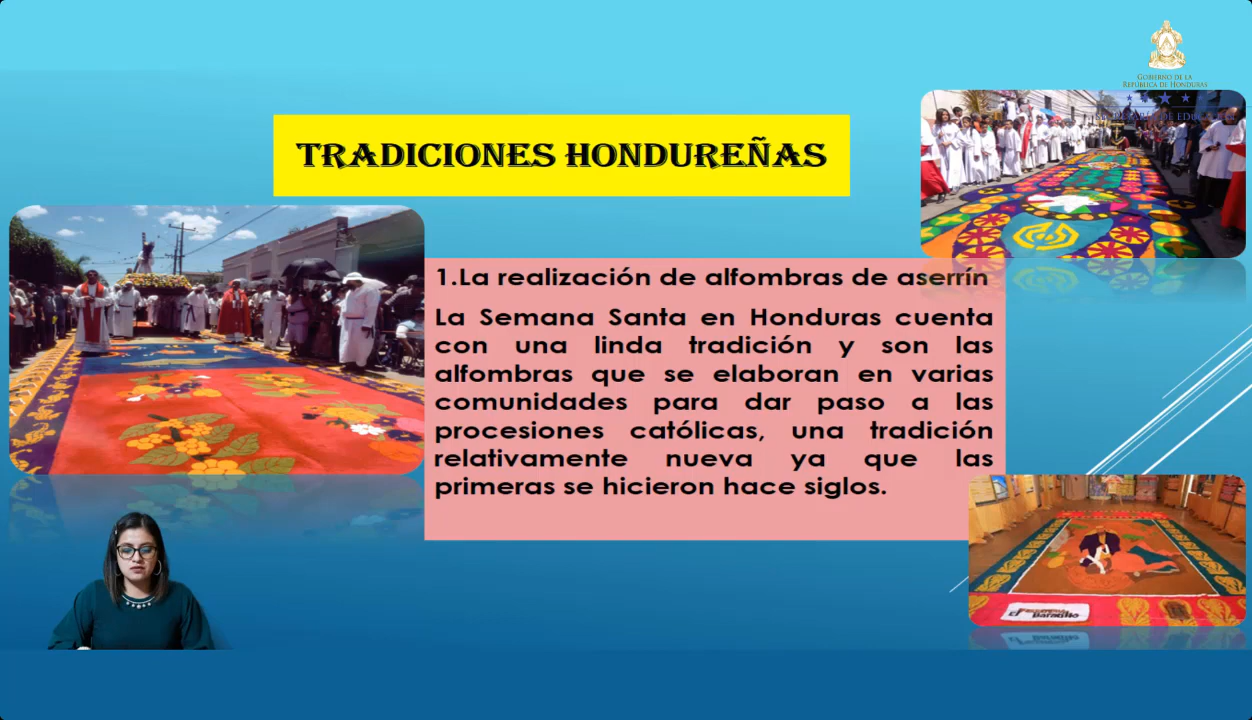 GOBIERNO DE LA
REPÚBLICA DE HONDURAS
DE
TRADICIONES HONDUREÑAS
1.La realización de alfombras de aserrín
La Semana Santa en Honduras cuenta
con una linda tradición y son las
alfombras que se elaboran en varias
comunidades para dar paso a las
procesiones católicas, una tradición
relativamente nueva ya que las
primeras se hicieron hace siglos.
El